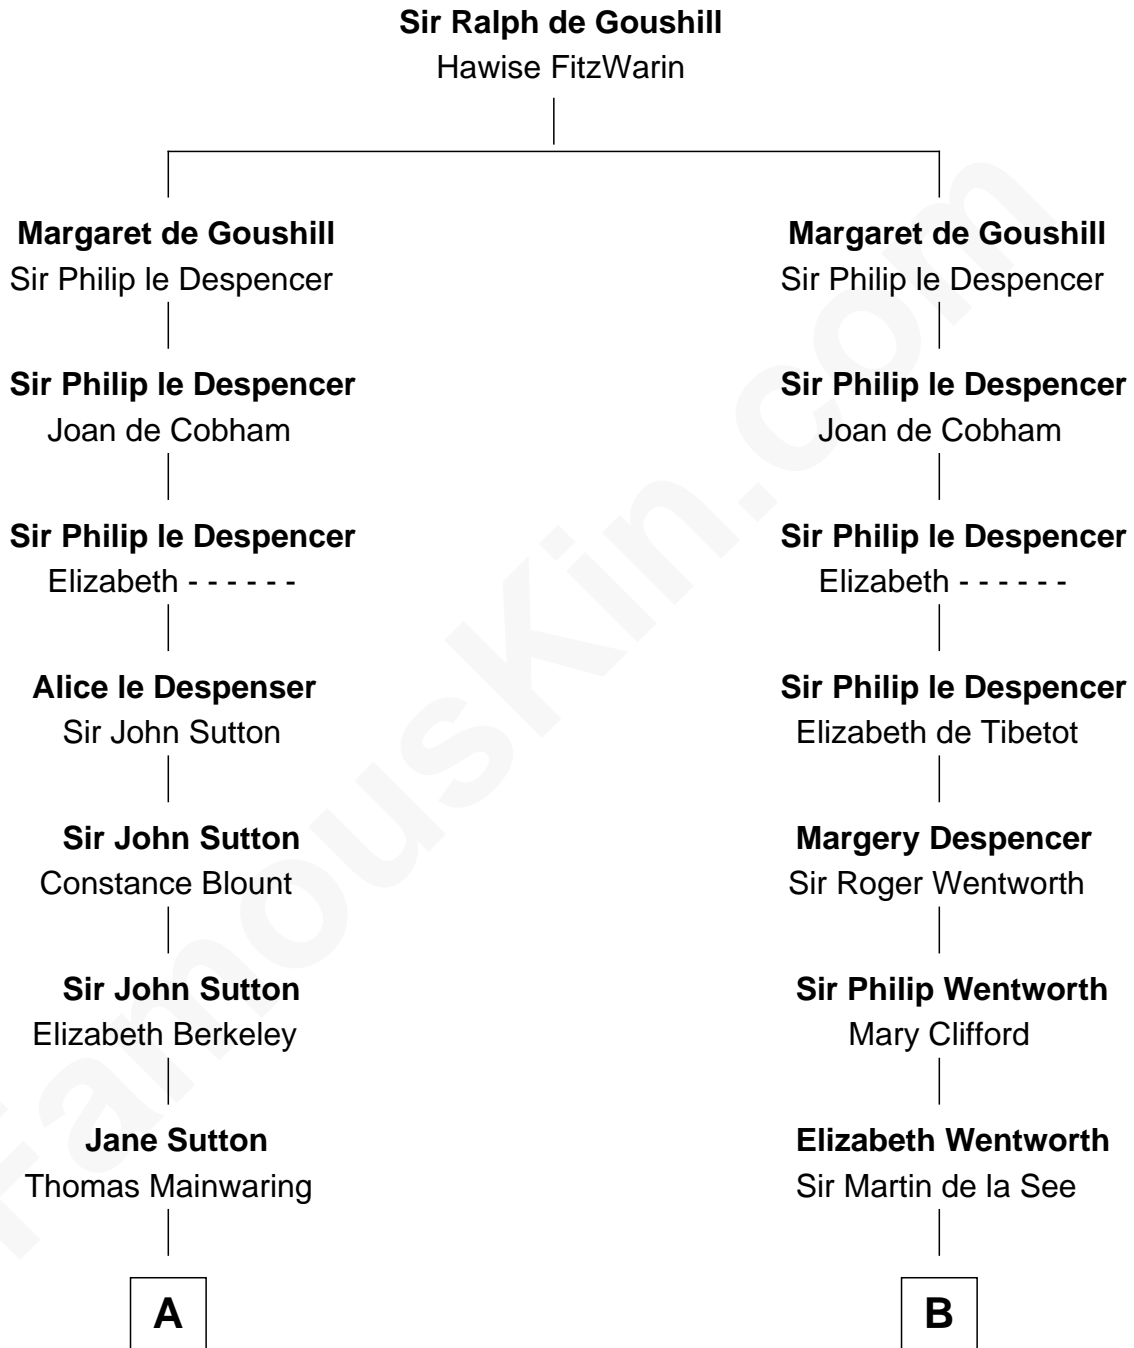 Sir Ralph de Goushill
Hawise FitzWarin
Margaret de Goushill
Sir Philip le Despencer
Margaret de Goushill
Sir Philip le Despencer
Sir Philip le Despencer
Joan de Cobham
Sir Philip le Despencer
Joan de Cobham
Sir Philip le Despencer
Elizabeth - - - - - -
Sir Philip le Despencer
Elizabeth - - - - - -
Alice le Despenser
Sir John Sutton
Sir Philip le Despencer
Elizabeth de Tibetot
Sir John Sutton
Constance Blount
Margery Despencer
Sir Roger Wentworth
Sir John Sutton
Elizabeth Berkeley
Sir Philip Wentworth
Mary Clifford
Jane Sutton
Thomas Mainwaring
Elizabeth Wentworth
Sir Martin de la See
A
B
FamousKin.com